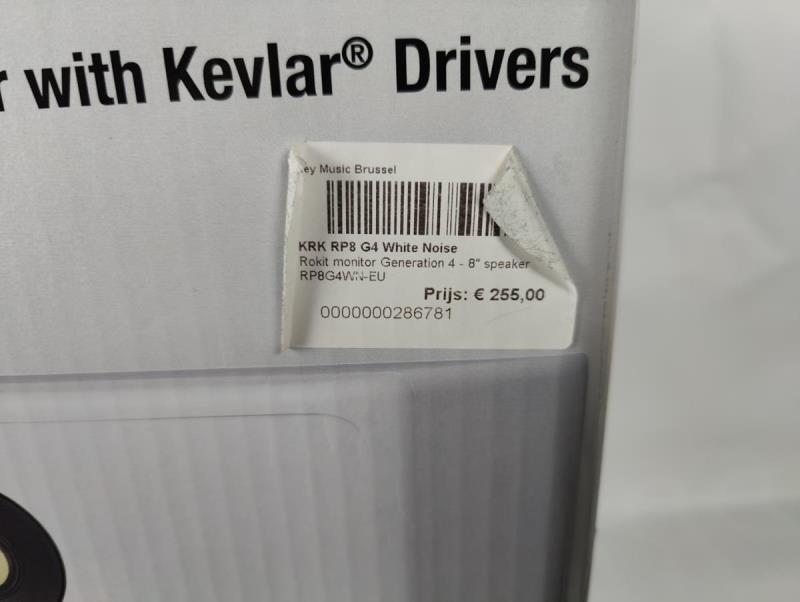 with Kevlar® Drivers
Key Music Brussel
KRK RP8 G4 White Noise
Rokit monitor Generation 4 - 8" speaker
RP8G4WN-EU
Prijs: € 255,00
0000000286781